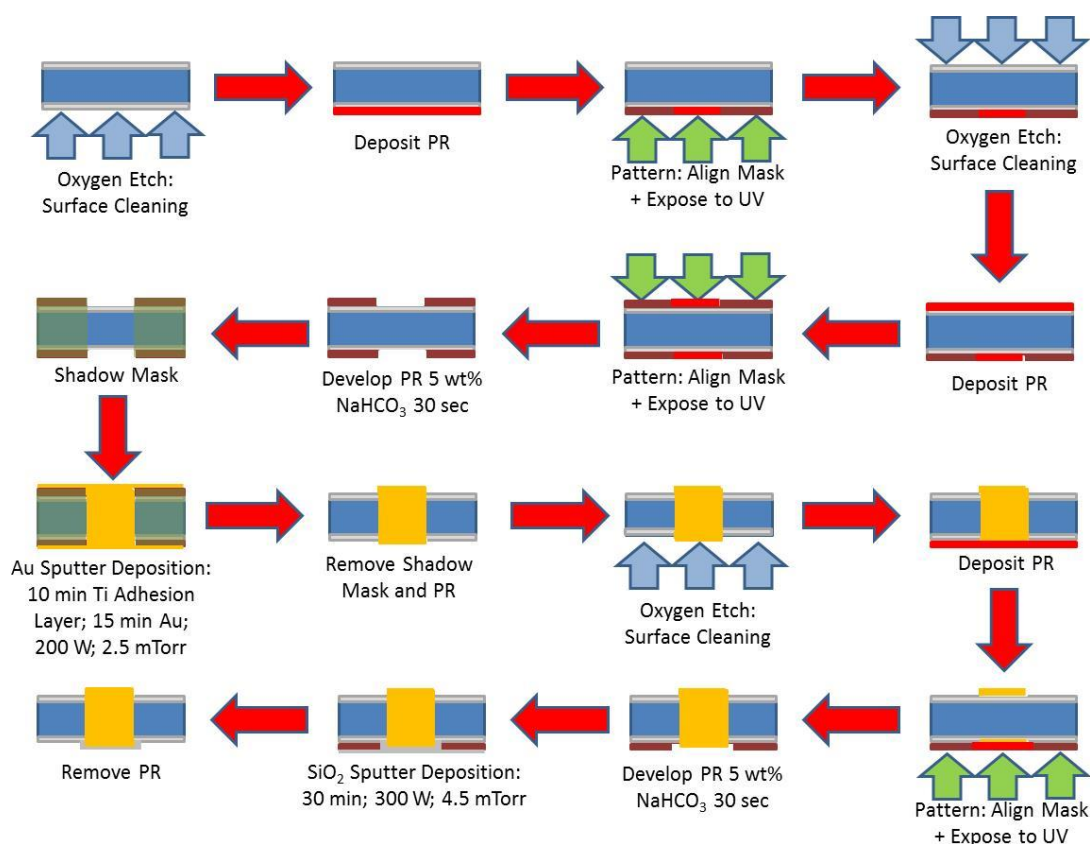 Oxygen Etch:
Surface Cleaning
Deposit PR
Pattern: Align Mask
+ Expose to UV
Oxygen Etch:
Surface Cleaning
Deposit PR
Pattern: Align Mask
+ Expose to UV
Develop PR 5 wt%
NaHCO₃ 30 sec
Shadow Mask
Au Sputter Deposition:
10 min Ti Adhesion
Layer; 15 min Au;
200 W; 2.5 mTorr
Remove Shadow
Mask and PR
Oxygen Etch:
Surface Cleaning
Deposit PR
Pattern: Align Mask
+ Expose to UV
Develop PR 5 wt%
NaHCO₃ 30 sec
SiO₂ Sputter Deposition:
30 min; 300 W; 4.5 mTorr
Remove PR